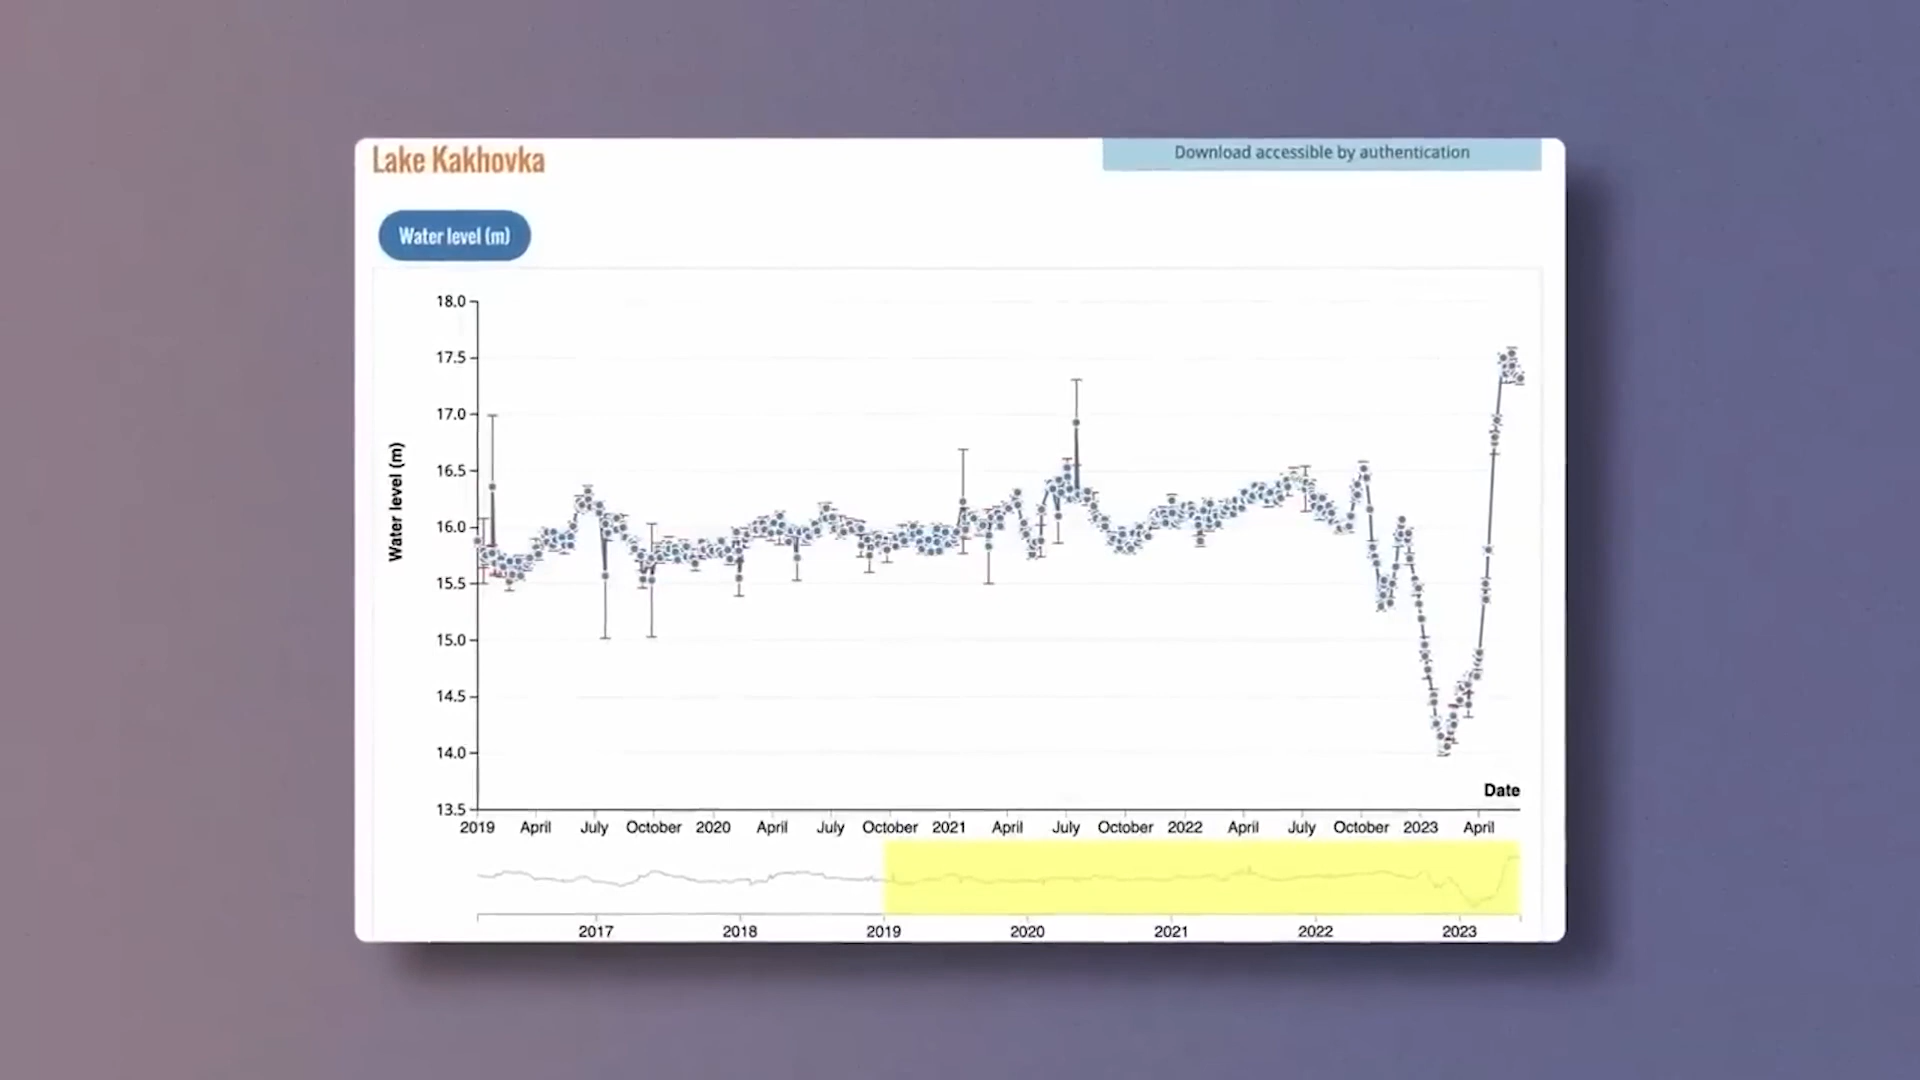 Lake Kakhovka
Download accessible by authentication
Water level (m)
18.0
17.5
17.0
16.5
16.0
15.5
15.0
14.5
14.0
13.5
Water level (m)
Date
2019 April July October 2020 April July October 2021 April July October 2022 April July October 2023 April
2017 2018 2019 2020 2021 2022 2023